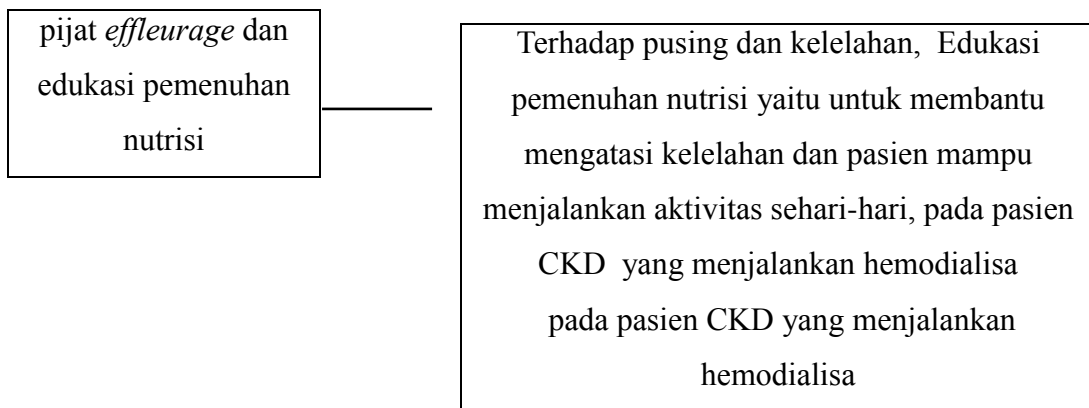 pijat effleurage dan
edukasi pemenuhan
nutrisi
Terhadap pusing dan kelelahan, Edukasi
pemenuhan nutrisi yaitu untuk membantu
mengatasi kelelahan dan pasien mampu
menjalankan aktivitas sehari-hari, pada pasien
CKD yang menjalankan hemodialisa
pada pasien CKD yang menjalankan
hemodialisa